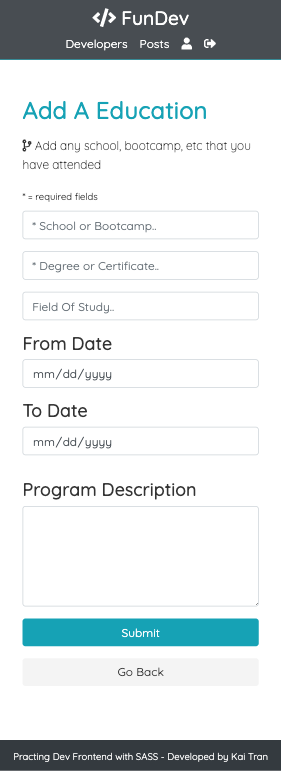 FunDev
Developers Posts
Add A Education
Add any school, bootcamp, etc that you
have attended
* = required fields
* School or Bootcamp..
* Degree or Certificate..
Field Of Study..
From Date
mm/dd/yyyy
To Date
mm/dd/yyyy
Program Description
Submit
Go Back
Practing Dev Frontend with SASS - Developed by Kai Tran